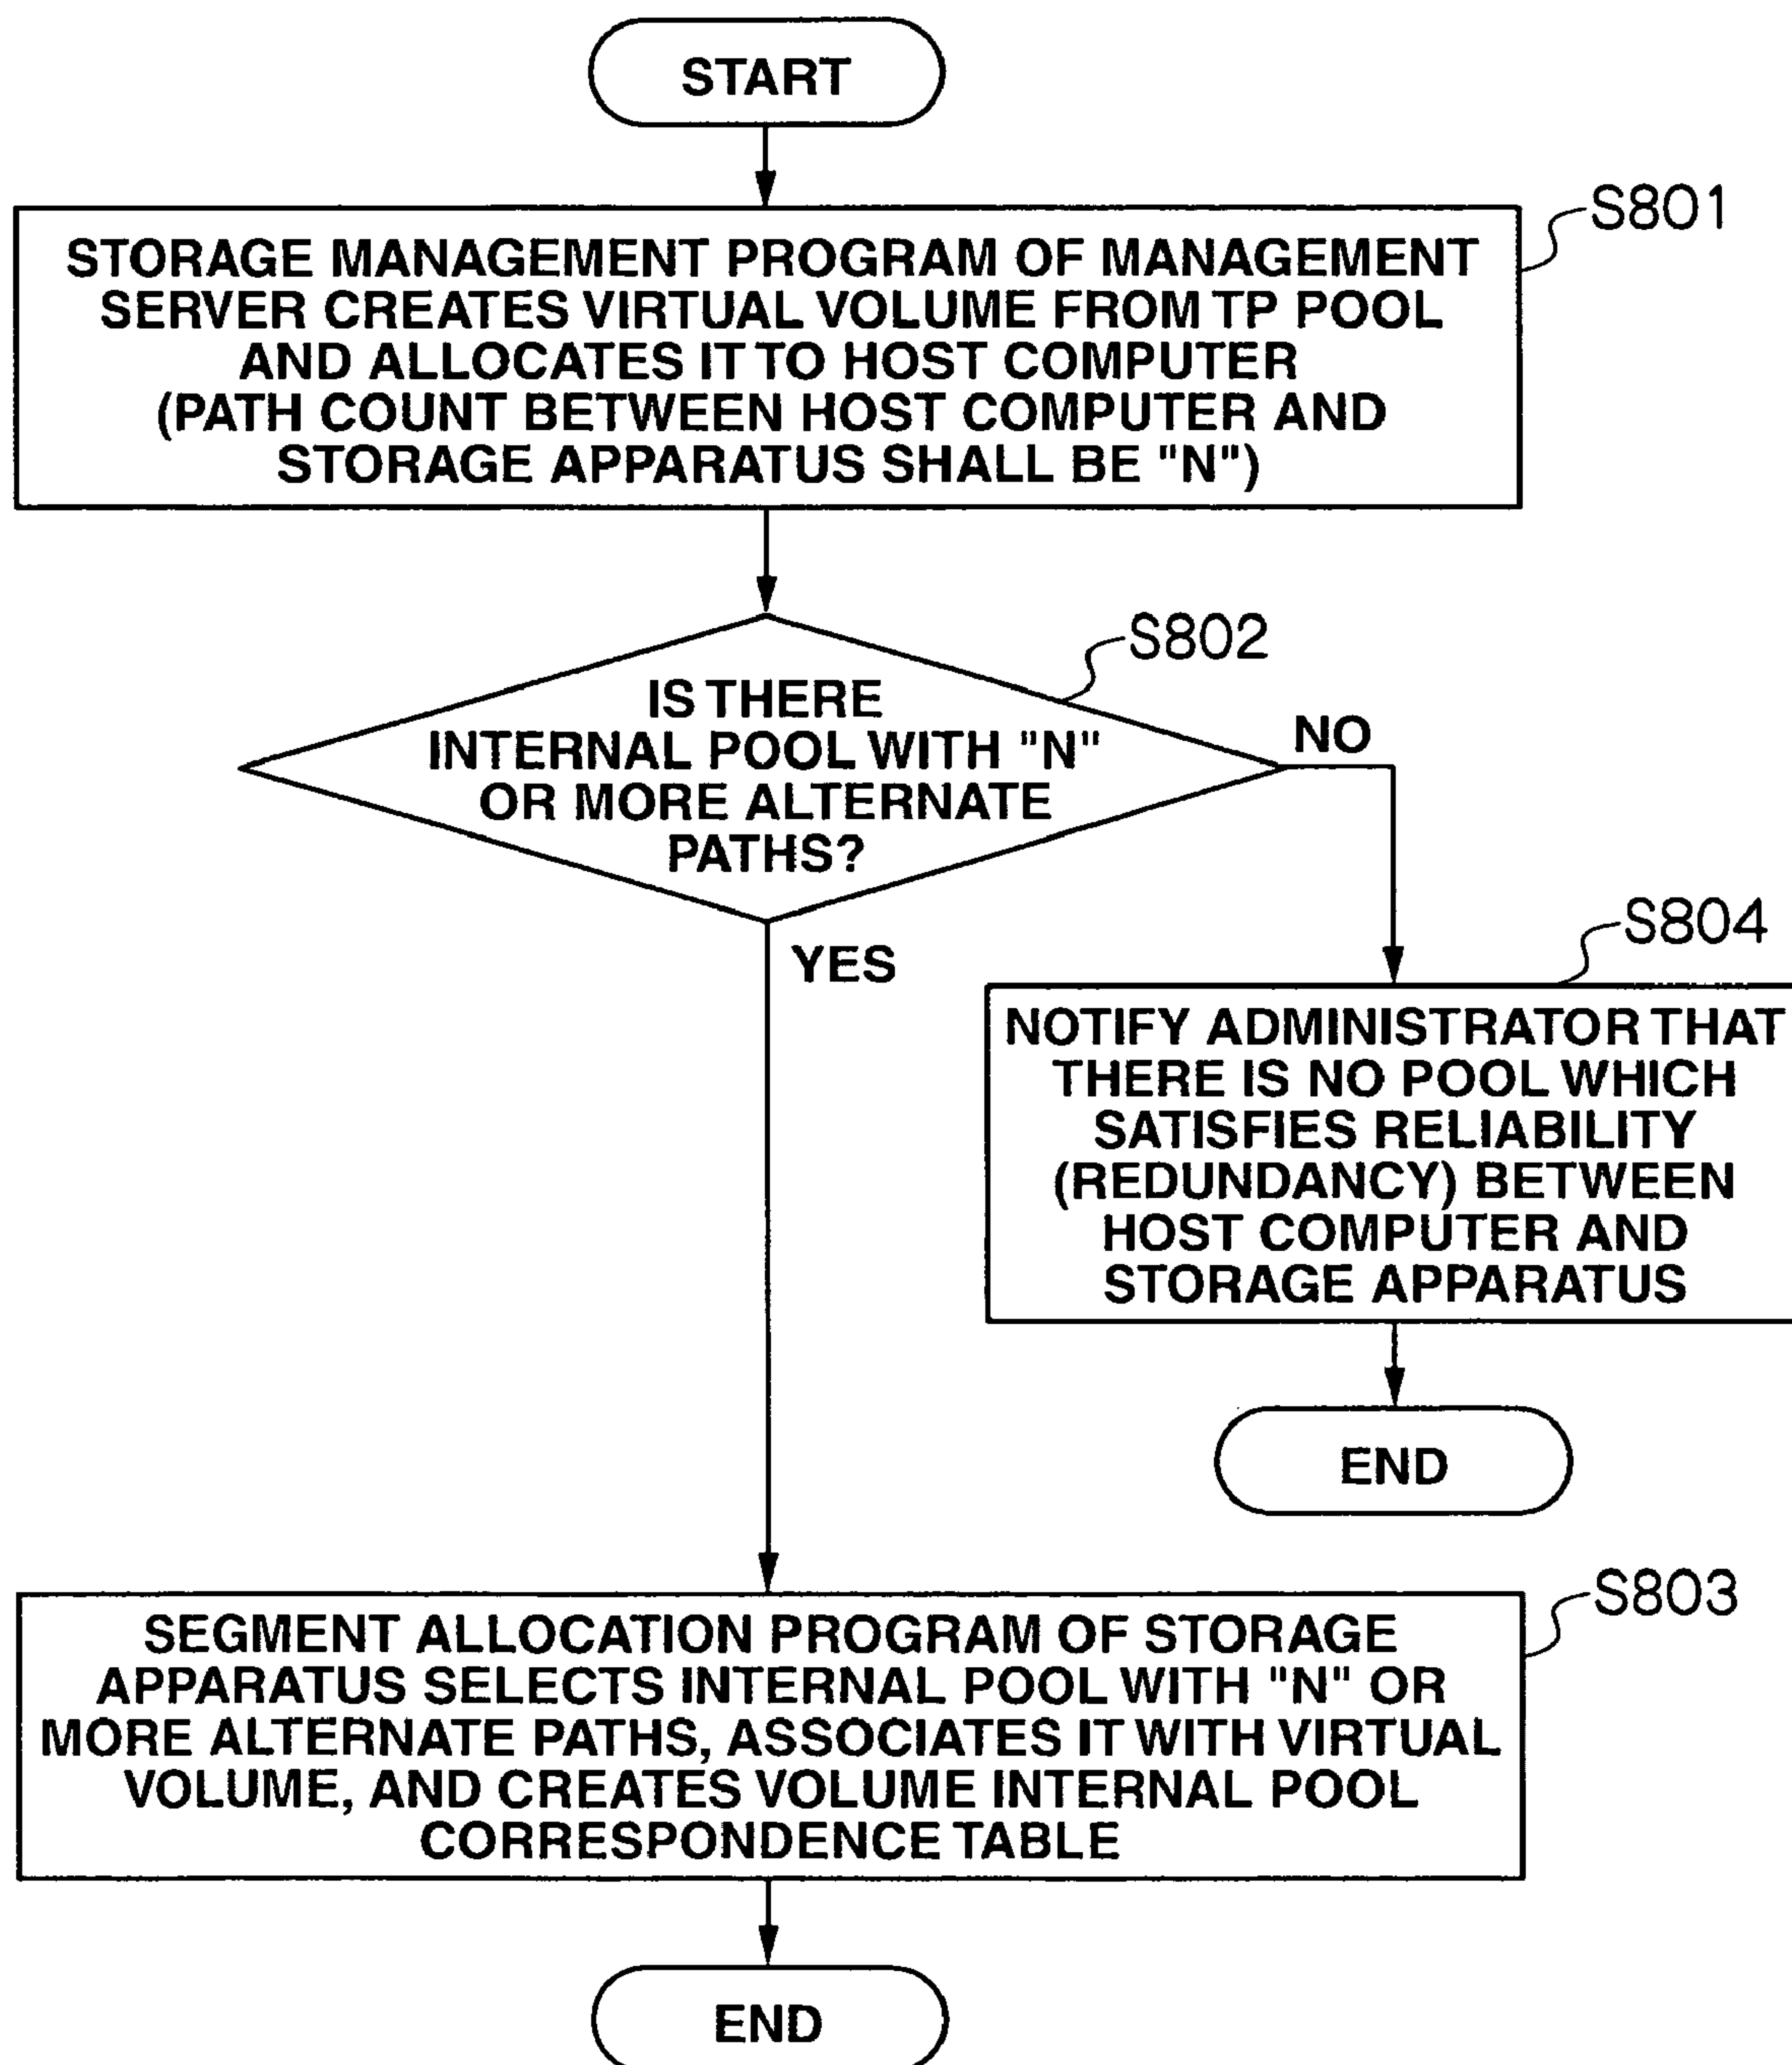 START
S801
STORAGE MANAGEMENT PROGRAM OF MANAGEMENT
SERVER CREATES VIRTUAL VOLUME FROM TP POOL
AND ALLOCATES IT TO HOST COMPUTER
(PATH COUNT BETWEEN HOST COMPUTER AND
STORAGE APPARATUS SHALL BE "N")
S802
IS THERE
INTERNAL POOL WITH "N"
OR MORE ALTERNATE
PATHS?
NO
YES
S804
NOTIFY ADMINISTRATOR THAT
THERE IS NO POOL WHICH
SATISFIES RELIABILITY
(REDUNDANCY) BETWEEN
HOST COMPUTER AND
STORAGE APPARATUS
END
S803
SEGMENT ALLOCATION PROGRAM OF STORAGE
APPARATUS SELECTS INTERNAL POOL WITH "N" OR
MORE ALTERNATE PATHS, ASSOCIATES IT WITH VIRTUAL
VOLUME, AND CREATES VOLUME INTERNAL POOL
CORRESPONDENCE TABLE
END